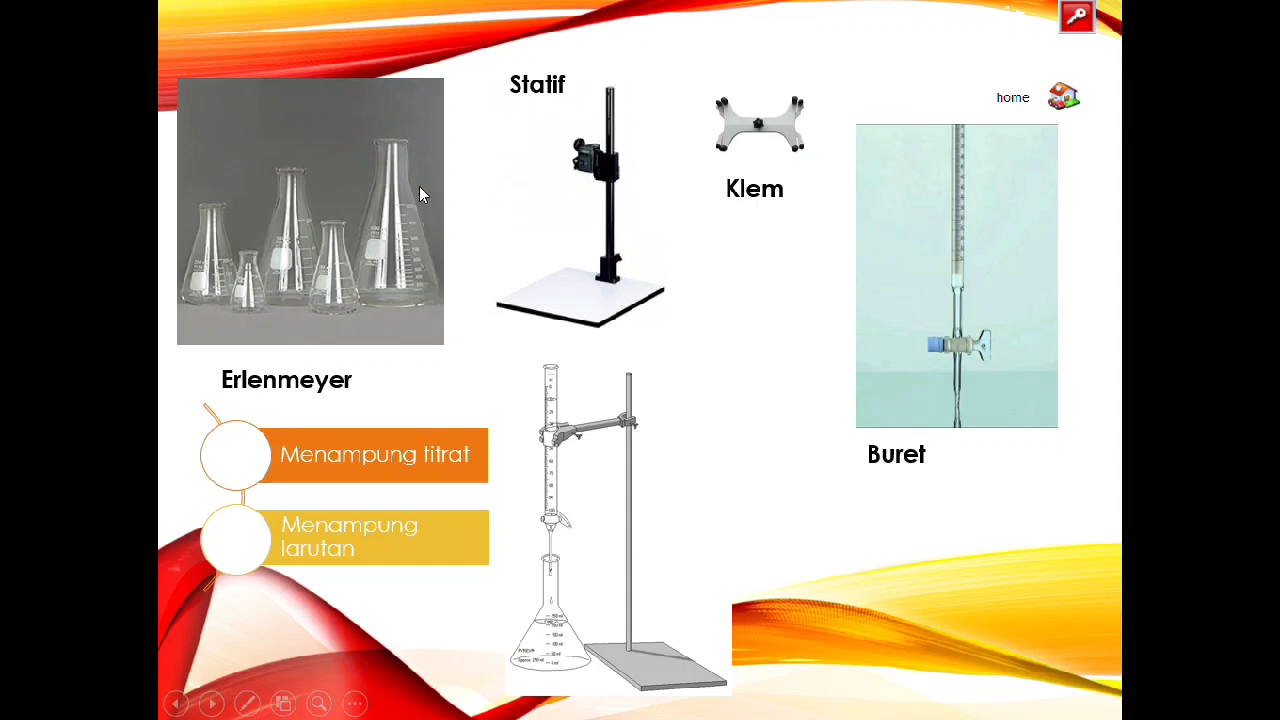 Statif
home
Klem
Erlenmeyer
Menampung titrat
Menampung
larutan
Buret